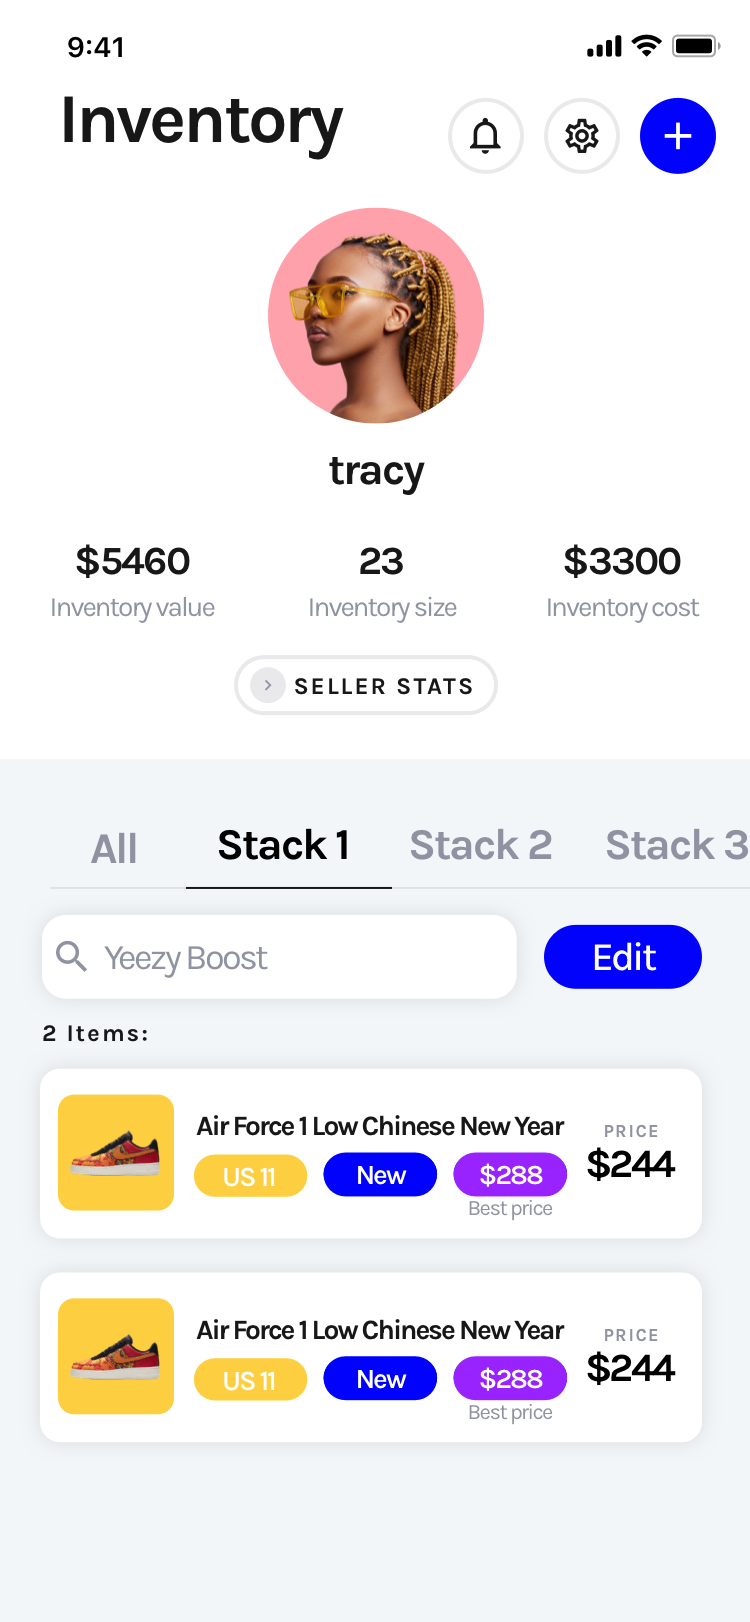 9:41
Inventory
tracy
$5460 23 $3300
Inventory value Inventory size Inventory cost
SELLER STATS
All Stack 1 Stack 2 Stack 3
Yeezy Boost Edit
2 Items:
Air Force 1 Low Chinese New Year PRICE
US 11 New $288 $244
Best price
Air Force 1 Low Chinese New Year PRICE
US 11 New $288 $244
Best price